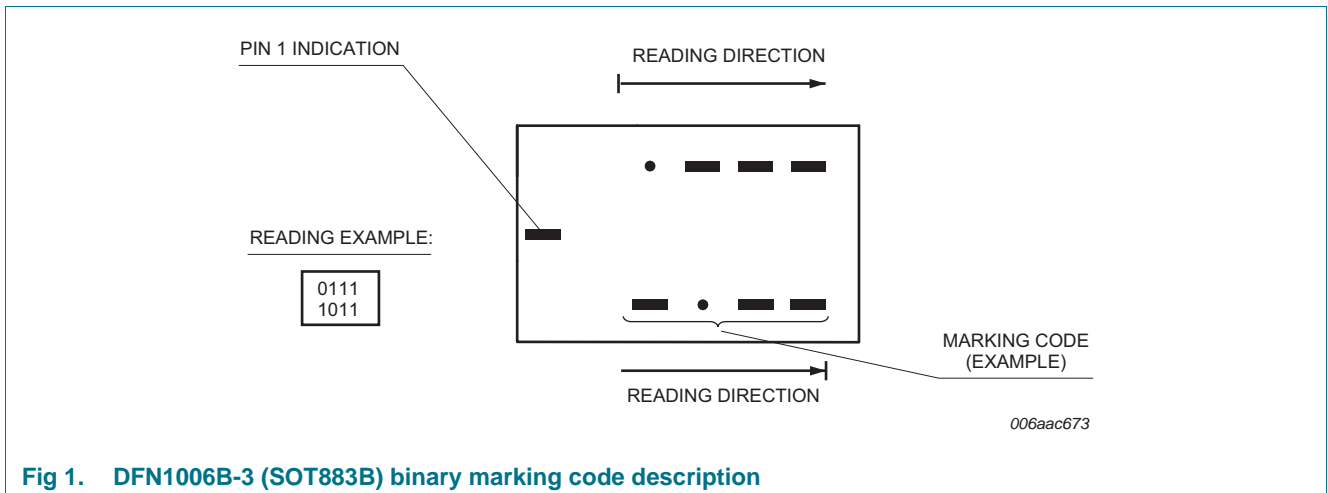 PIN 1 INDICATION
READING DIRECTION
READING EXAMPLE:
0111
1011
MARKING CODE
(EXAMPLE)
READING DIRECTION
006aac673
Fig 1. DFN1006B-3 (SOT883B) binary marking code description